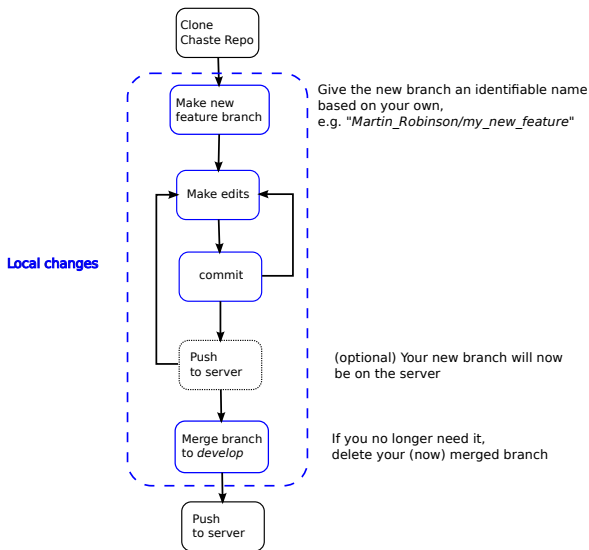 Clone
Chaste Repo
Make new
feature branch
Give the new branch an identifiable name
based on your own,
e.g. "Martin_Robinson/my_new_feature"
Make edits
Local changes
commit
Push
to server
(optional) Your new branch will now
be on the server
Merge branch
to develop
If you no longer need it,
delete your (now) merged branch
Push
to server